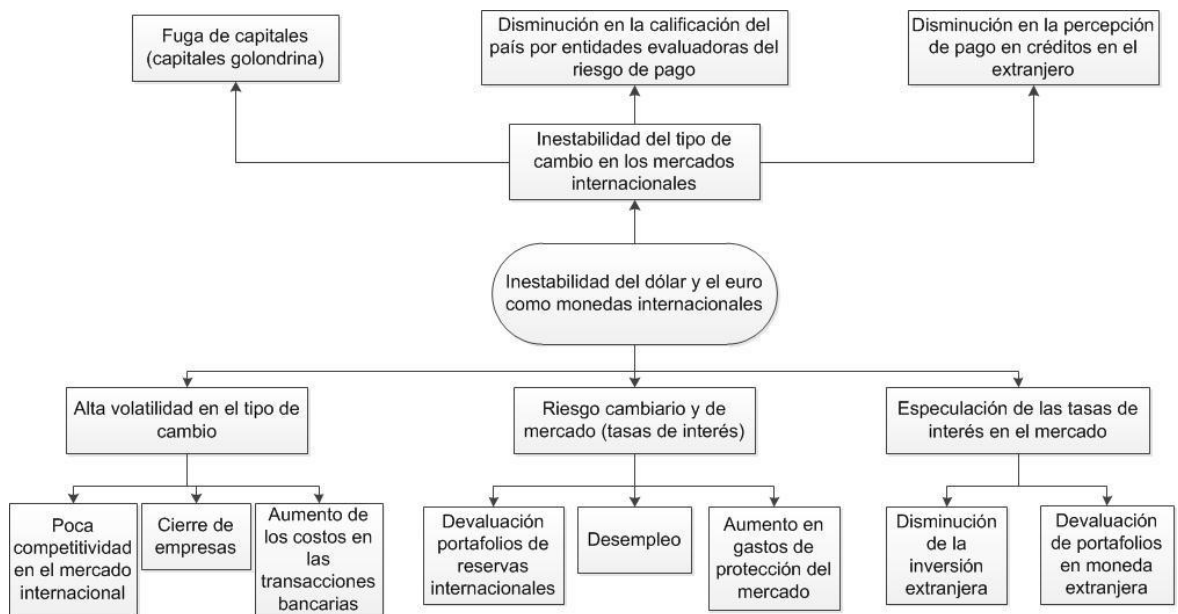 Fuga de capitales
(capitales golondrina)
Disminución en la calificación del
país por entidades evaluadoras del
riesgo de pago
Disminución en la percepción
de pago en créditos en el
extranjero
Inestabilidad del tipo de
cambio en los mercados
internacionales
Inestabilidad del dólar y el euro
como monedas internacionales
Alta volatilidad en el tipo de
cambio
Riesgo cambiario y de
mercado (tasas de interés)
Especulación de las tasas de
interés en el mercado
Poca
competitividad
en el mercado
internacional
Cierre de
empresas
Aumento de
los costos en
las
transacciones
bancarias
Devaluación
portafolios de
reservas
internacionales
Desempleo
Aumento en
gastos de
protección del
mercado
Disminución
de la
inversión
extranjera
Devaluación
de portafolios
en moneda
extranjera